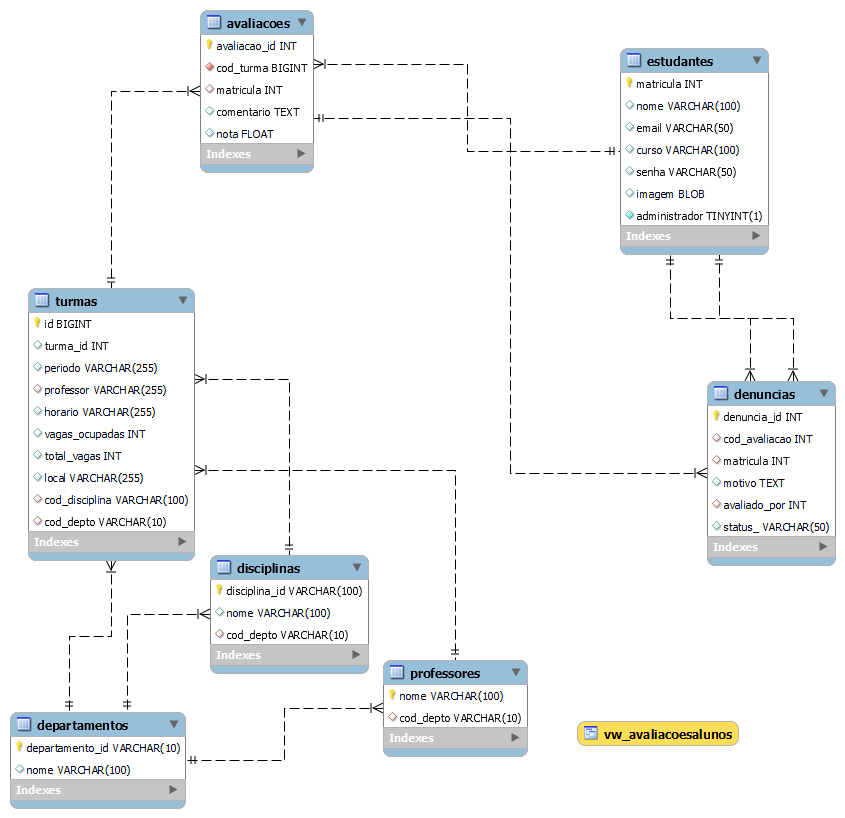 avaliacoes
avaliacao_id INT
cod_turma BIGINT
matricula INT
comentario TEXT
nota FLOAT
Indexes
estudantes
matricula INT
nome VARCHAR(100)
email VARCHAR(50)
curso VARCHAR(100)
senha VARCHAR(50)
imagem BLOB
administrador TINYINT(1)
Indexes
turmas
id BIGINT
turma_id INT
periodo VARCHAR(255)
professor VARCHAR(255)
horario VARCHAR(255)
vagas_ocupadas INT
total_vagas INT
local VARCHAR(255)
cod_disciplina VARCHAR(100)
cod_depto VARCHAR(10)
Indexes
denuncias
denuncia_id INT
cod_avaliacao INT
matricula INT
motivo TEXT
avaliado_por INT
status_ VARCHAR(50)
Indexes
disciplinas
disciplina_id VARCHAR(100)
nome VARCHAR(100)
cod_depto VARCHAR(10)
Indexes
professores
nome VARCHAR(100)
cod_depto VARCHAR(10)
Indexes
departamentos
departamento_id VARCHAR(10)
nome VARCHAR(100)
Indexes
vw_avaliacoesalunos